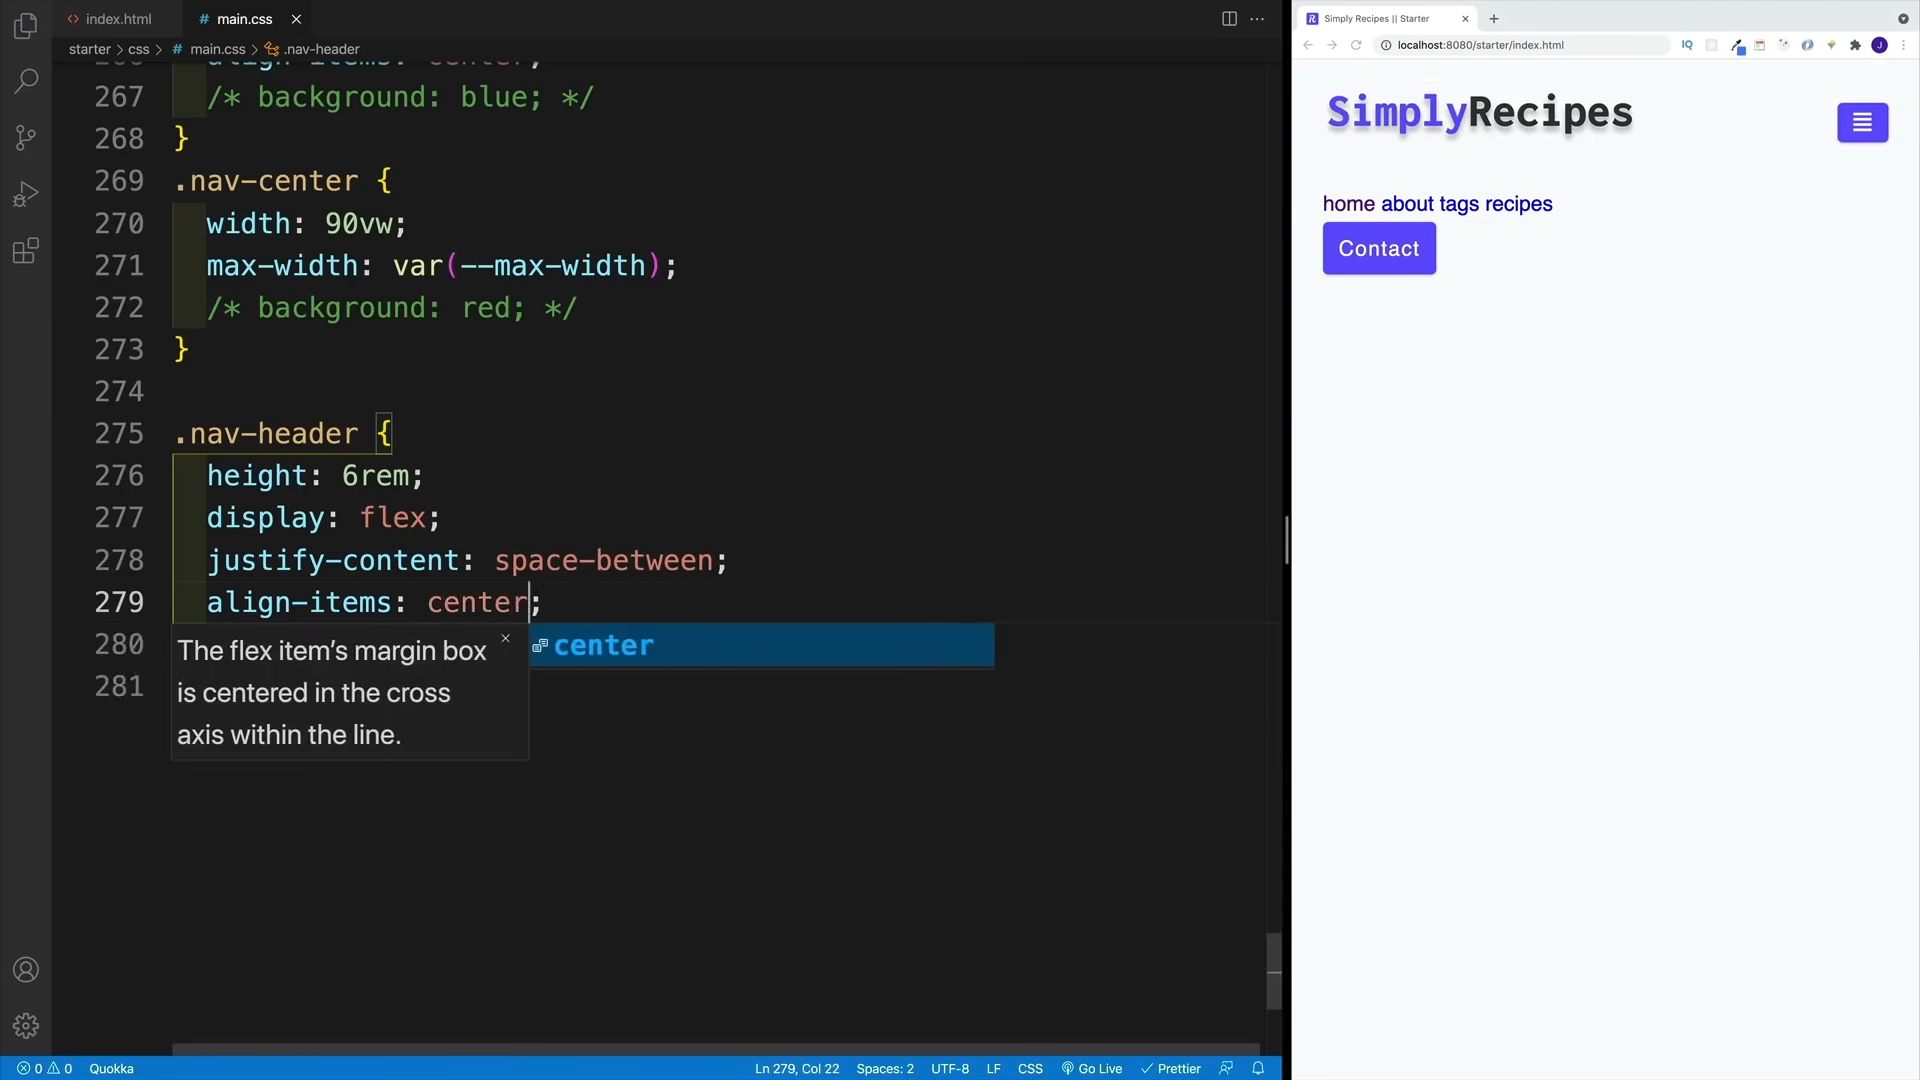 index.html
main.css
starter > css > # main.css > .nav-header
align-items: center;
267 /* background: blue; */
268 }
269 .nav-center {
270 width: 90vw;
271 max-width: var(--max-width);
272 /* background: red; */
273 }
274
275 .nav-header {
276 height: 6rem;
277 display: flex;
278 justify-content: space-between;
279 align-items: center;
280
281
center
The flex item's margin box
is centered in the cross
axis within the line.
0 0 Quokka
Ln 279, Col 22 Spaces: 2 UTF-8 LF CSS Go Live Prettier
Simply Recipes || Starter
localhost:8080/starter/index.html
IQ
J
SimplyRecipes
home about tags recipes
Contact